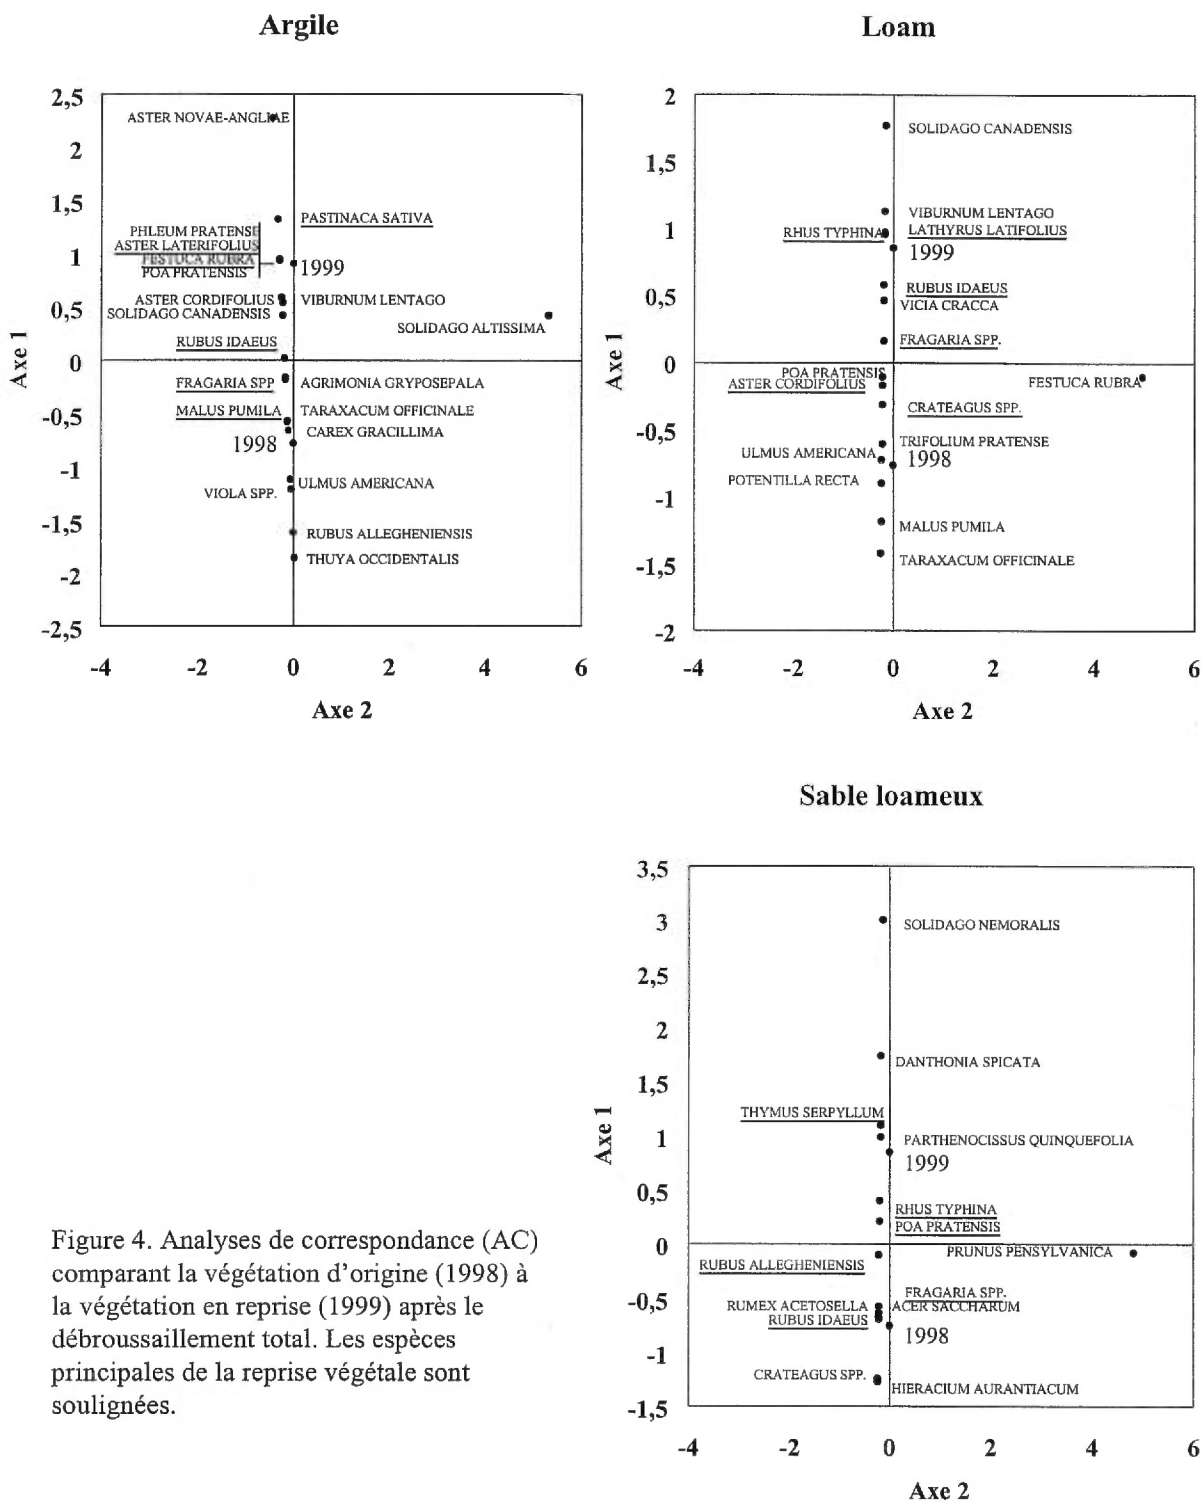 Argile
2,5
2
1,5
1
0,5
0
-0,5
-1
-1,5
-2
-2,5
Axe 1
ASTER NOVAE-ANGLIAE
PASTINACA SATIVA
PHLEUM PRATENSE
ASTER LATERIFOLIUS
FESTUCA RUBRA
POA PRATENSIS
1999
ASTER CORDIFOLIUS
VIBURNUM LENTAGO
SOLIDAGO CANADENSIS
SOLIDAGO ALTISSIMA
RUBUS IDAEUS
FRAGARIA SPP
AGRIMONIA GRYPOSEPALA
MALUS PUMILA
TARAXACUM OFFICINALE
CAREX GRACILLIMA
1998
ULMUS AMERICANA
VIOLA SPP.
RUBUS ALLEGHENIENSIS
THUYA OCCIDENTALIS
-4 -2 0 2 4 6
Axe 2
Loam
2
1,5
1
0,5
0
-0,5
-1
-1,5
-2
Axe 1
SOLIDAGO CANADENSIS
VIBURNUM LENTAGO
RHUS TYPHINA
LATHYRUS LATIFOLIUS
1999
RUBUS IDAEUS
VICIA CRACCA
FRAGARIA SPP.
POA PRATENSIS
ASTER CORDIFOLIUS
FESTUCA RUBRA
CRATEAGUS SPP.
TRIFOLIUM PRATENSE
ULMUS AMERICANA
1998
POTENTILLA RECTA
MALUS PUMILA
TARAXACUM OFFICINALE
-4 -2 0 2 4 6
Axe 2
Sable loameux
3,5
3
2,5
2
1,5
1
0,5
0
-0,5
-1
-1,5
Axe 1
SOLIDAGO NEMORALIS
DANTHONIA SPICATA
THYMUS SERPYLLUM
PARTHENOCISSUS QUINQUEFOLIA
1999
RHUS TYPHINA
POA PRATENSIS
PRUNUS PENSYLVANICA
RUBUS ALLEGHENIENSIS
FRAGARIA SPP.
RUMEX ACETOSELLA
ACER SACCHARUM
RUBUS IDAEUS
1998
CRATEAGUS SPP.
HIERACIUM AURANTIACUM
-4 -2 0 2 4 6
Axe 2
Figure 4. Analyses de correspondance (AC)
comparant la végétation d'origine (1998) à
la végétation en reprise (1999) après le
débroussaillement total. Les espèces
principales de la reprise végétale sont
soulignées.